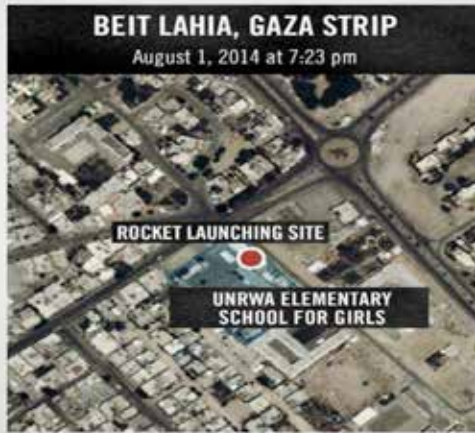 BEIT LAHIA, GAZA STRIP
August 1, 2014 at 7:23 pm
ROCKET LAUNCHING SITE
UNRWA ELEMENTARY
SCHOOL FOR GIRLS